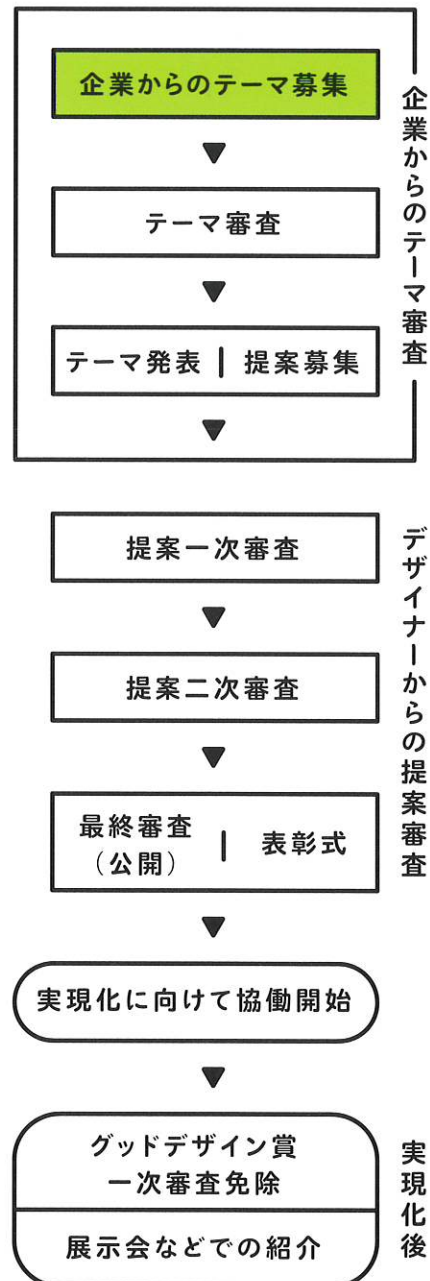 企業からのテーマ募集
テーマ審査
テーマ発表 | 提案募集
企業からのテーマ審査
提案一次審査
提案二次審査
最終審査
(公開) | 表彰式
デザイナーからの提案審査
実現化に向けて協働開始
グッドデザイン賞
一次審査免除
展示会などでの紹介
実現化後